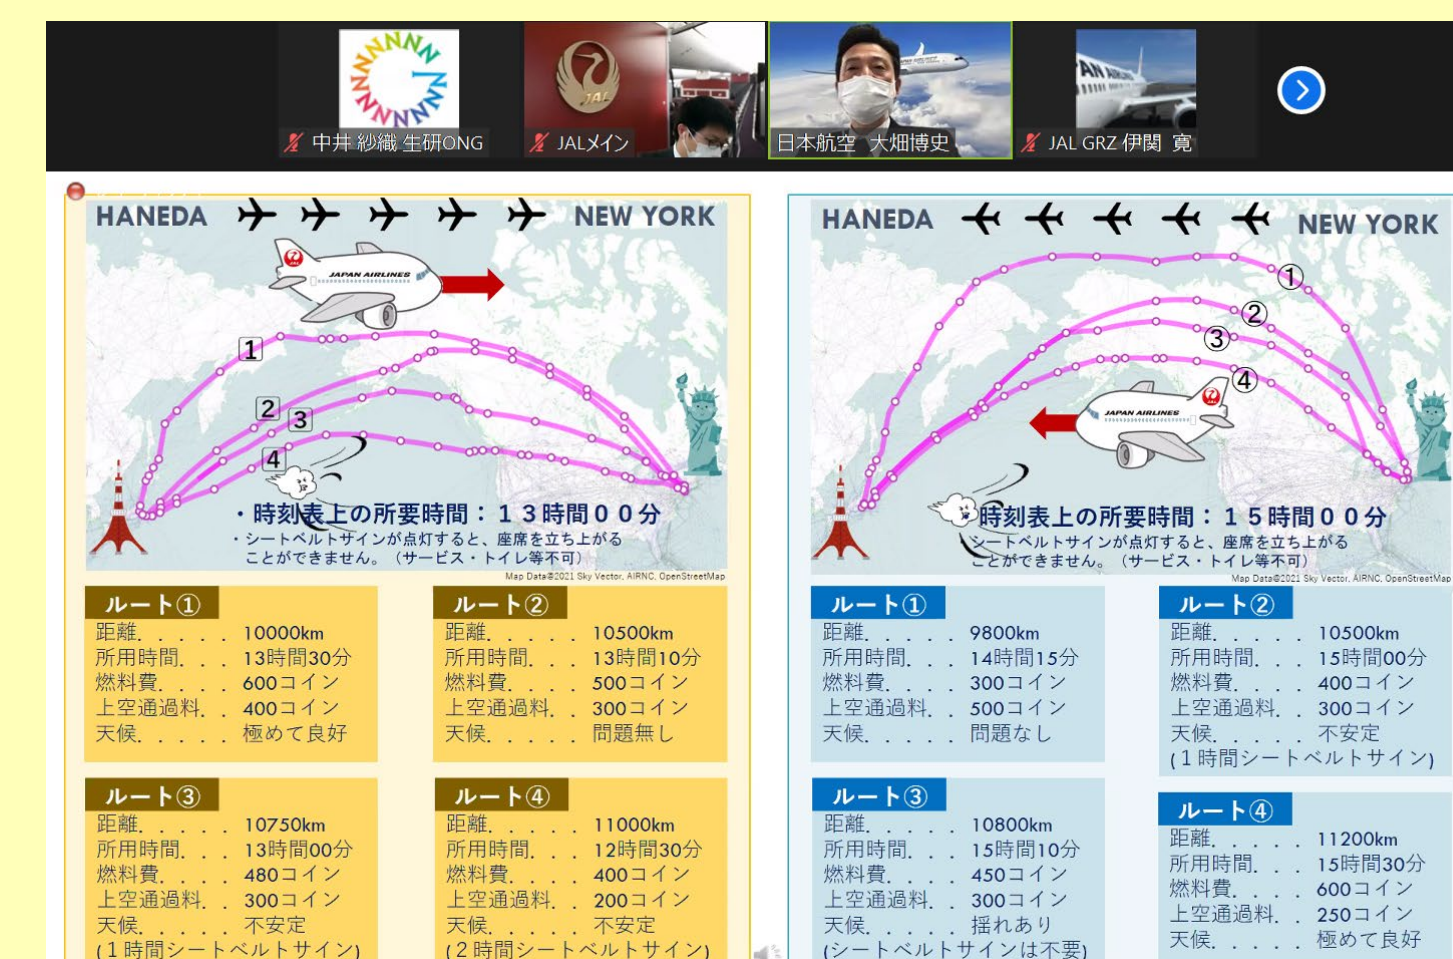 中井 紗織 生研ONG
JALメイン
日本航空 大畑博史
JAL GRZ 伊関 寛
JAL
HANEDA
NEW YORK
JAPAN AIRLINES
1
2
3
4
・時刻表上の所要時間：１３時間００分
・シートベルトサインが点灯すると、座席を立ち上がる
ことができません。（サービス・トイレ等不可）
Map Data©2021 Sky Vector, AIRNC, OpenStreetMap
ルート①
距離．．．．．10000km
所用時間．．．13時間30分
燃料費．．．．600コイン
上空通過料．．400コイン
天候．．．．．極めて良好
ルート②
距離．．．．．10500km
所用時間．．．13時間10分
燃料費．．．．500コイン
上空通過料．．300コイン
天候．．．．．問題無し
ルート③
距離．．．．．10750km
所用時間．．．13時間00分
燃料費．．．．480コイン
上空通過料．．300コイン
天候．．．．．不安定
(１時間シートベルトサイン)
ルート④
距離．．．．．11000km
所用時間．．．12時間30分
燃料費．．．．400コイン
上空通過料．．200コイン
天候．．．．．不安定
(２時間シートベルトサイン)
HANEDA
NEW YORK
①
②
③
④
JAPAN AIRLINES
時刻表上の所要時間：１５時間００分
シートベルトサインが点灯すると、座席を立ち上がる
ことができません。（サービス・トイレ等不可）
Map Data©2021 Sky Vector, AIRNC, OpenStreetMap
ルート①
距離．．．．．9800km
所用時間．．．14時間15分
燃料費．．．．300コイン
上空通過料．．500コイン
天候．．．．．問題なし
ルート②
距離．．．．．10500km
所用時間．．．15時間00分
燃料費．．．．400コイン
上空通過料．．300コイン
天候．．．．．不安定
(１時間シートベルトサイン)
ルート③
距離．．．．．10800km
所用時間．．．15時間10分
燃料費．．．．450コイン
上空通過料．．300コイン
天候．．．．．揺れあり
(シートベルトサインは不要)
ルート④
距離．．．．．11200km
所用時間．．．15時間30分
燃料費．．．．600コイン
上空通過料．．250コイン
天候．．．．．極めて良好